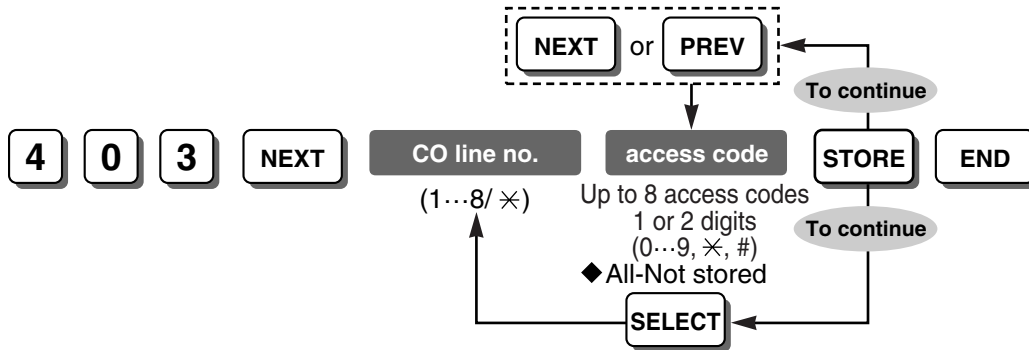 NEXT or PREV
To continue
4 0 3 NEXT CO line no. access code STORE END
(1···8/ ✳)
Up to 8 access codes
1 or 2 digits
(0···9, ✳, #)
◆All-Not stored
To continue
SELECT